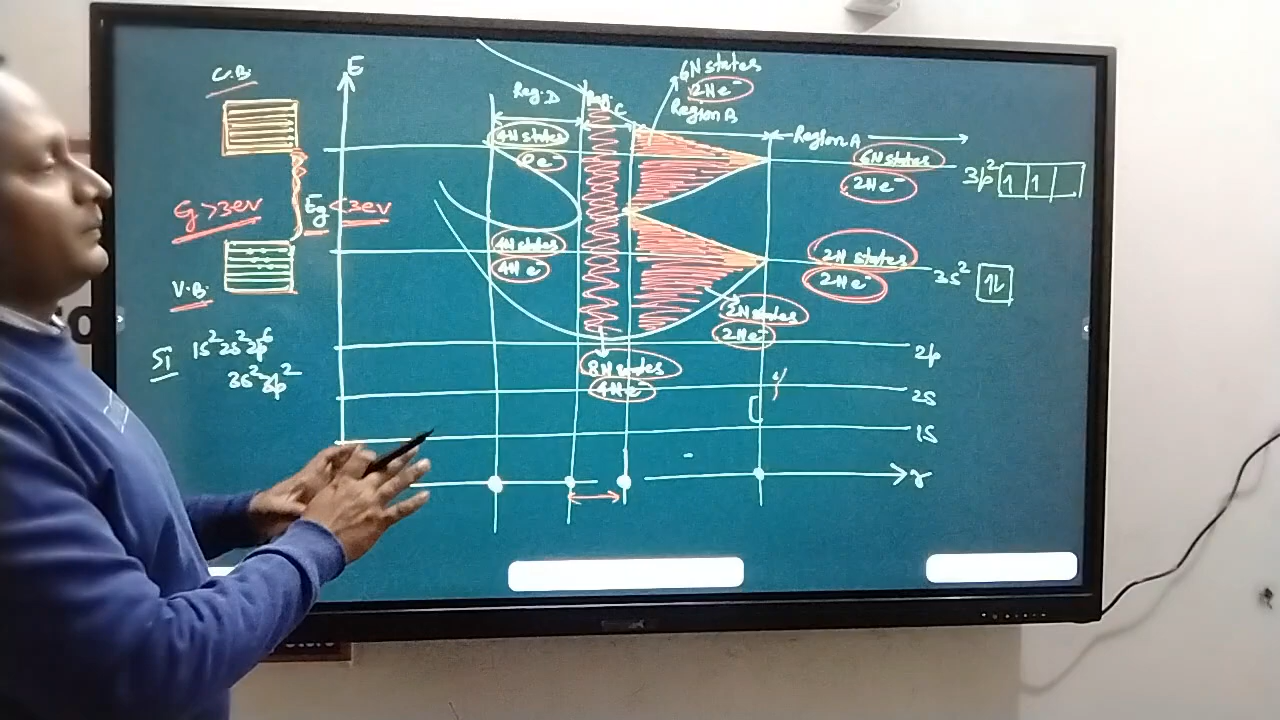 C.B.
E
Reg. D
Reg. C
6N states
2N e⁻
Region B
Region A
4N states
0 e⁻
6N states
2N e⁻
3p² 1 1
G >3ev
Eg <3ev
4N states
4N e⁻
2N states
2N e⁻
3s² 1L
V.B.
2N states
2N e⁻
Si 1s² 2s² 2p⁶
3s² 3p²
2p
8N states
4N e⁻
2s
1s
r